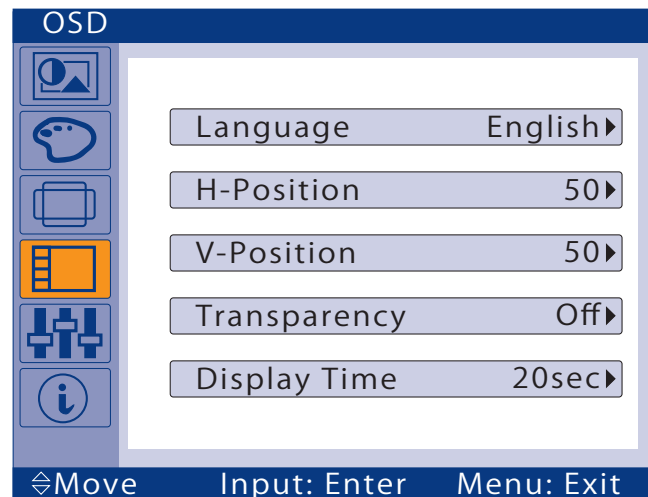 OSD
Language English
H-Position 50
V-Position 50
Transparency Off
Display Time 20sec
Move Input: Enter Menu: Exit